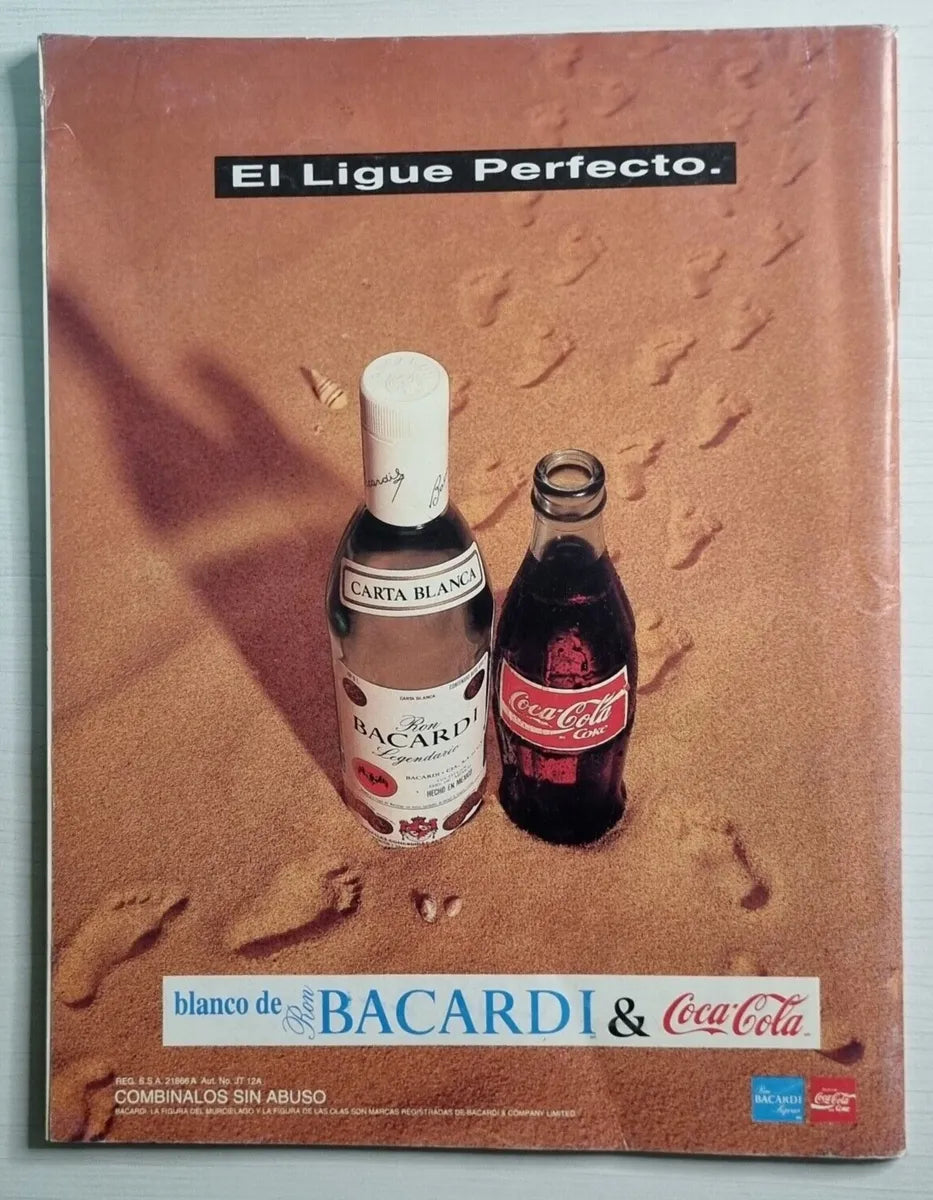 El Ligue Perfecto.
CARTA BLANCA
CARTA BLANCA
Ron
BACARDI
Legendario
HECHO EN MEXICO
Coca-Cola
Coke
blanco de Ron BACARDI & Coca-Cola
REG. S.S.A. 21866 A Aut. No. JT 12A
COMBINALOS SIN ABUSO
BACARDI. LA FIGURA DEL MURCIELAGO Y LA FIGURA DE LAS OLAS SON MARCAS REGISTRADAS DE BACARDI & COMPANY LIMITED
Ron
BACARDI
Coca-Cola
Coke